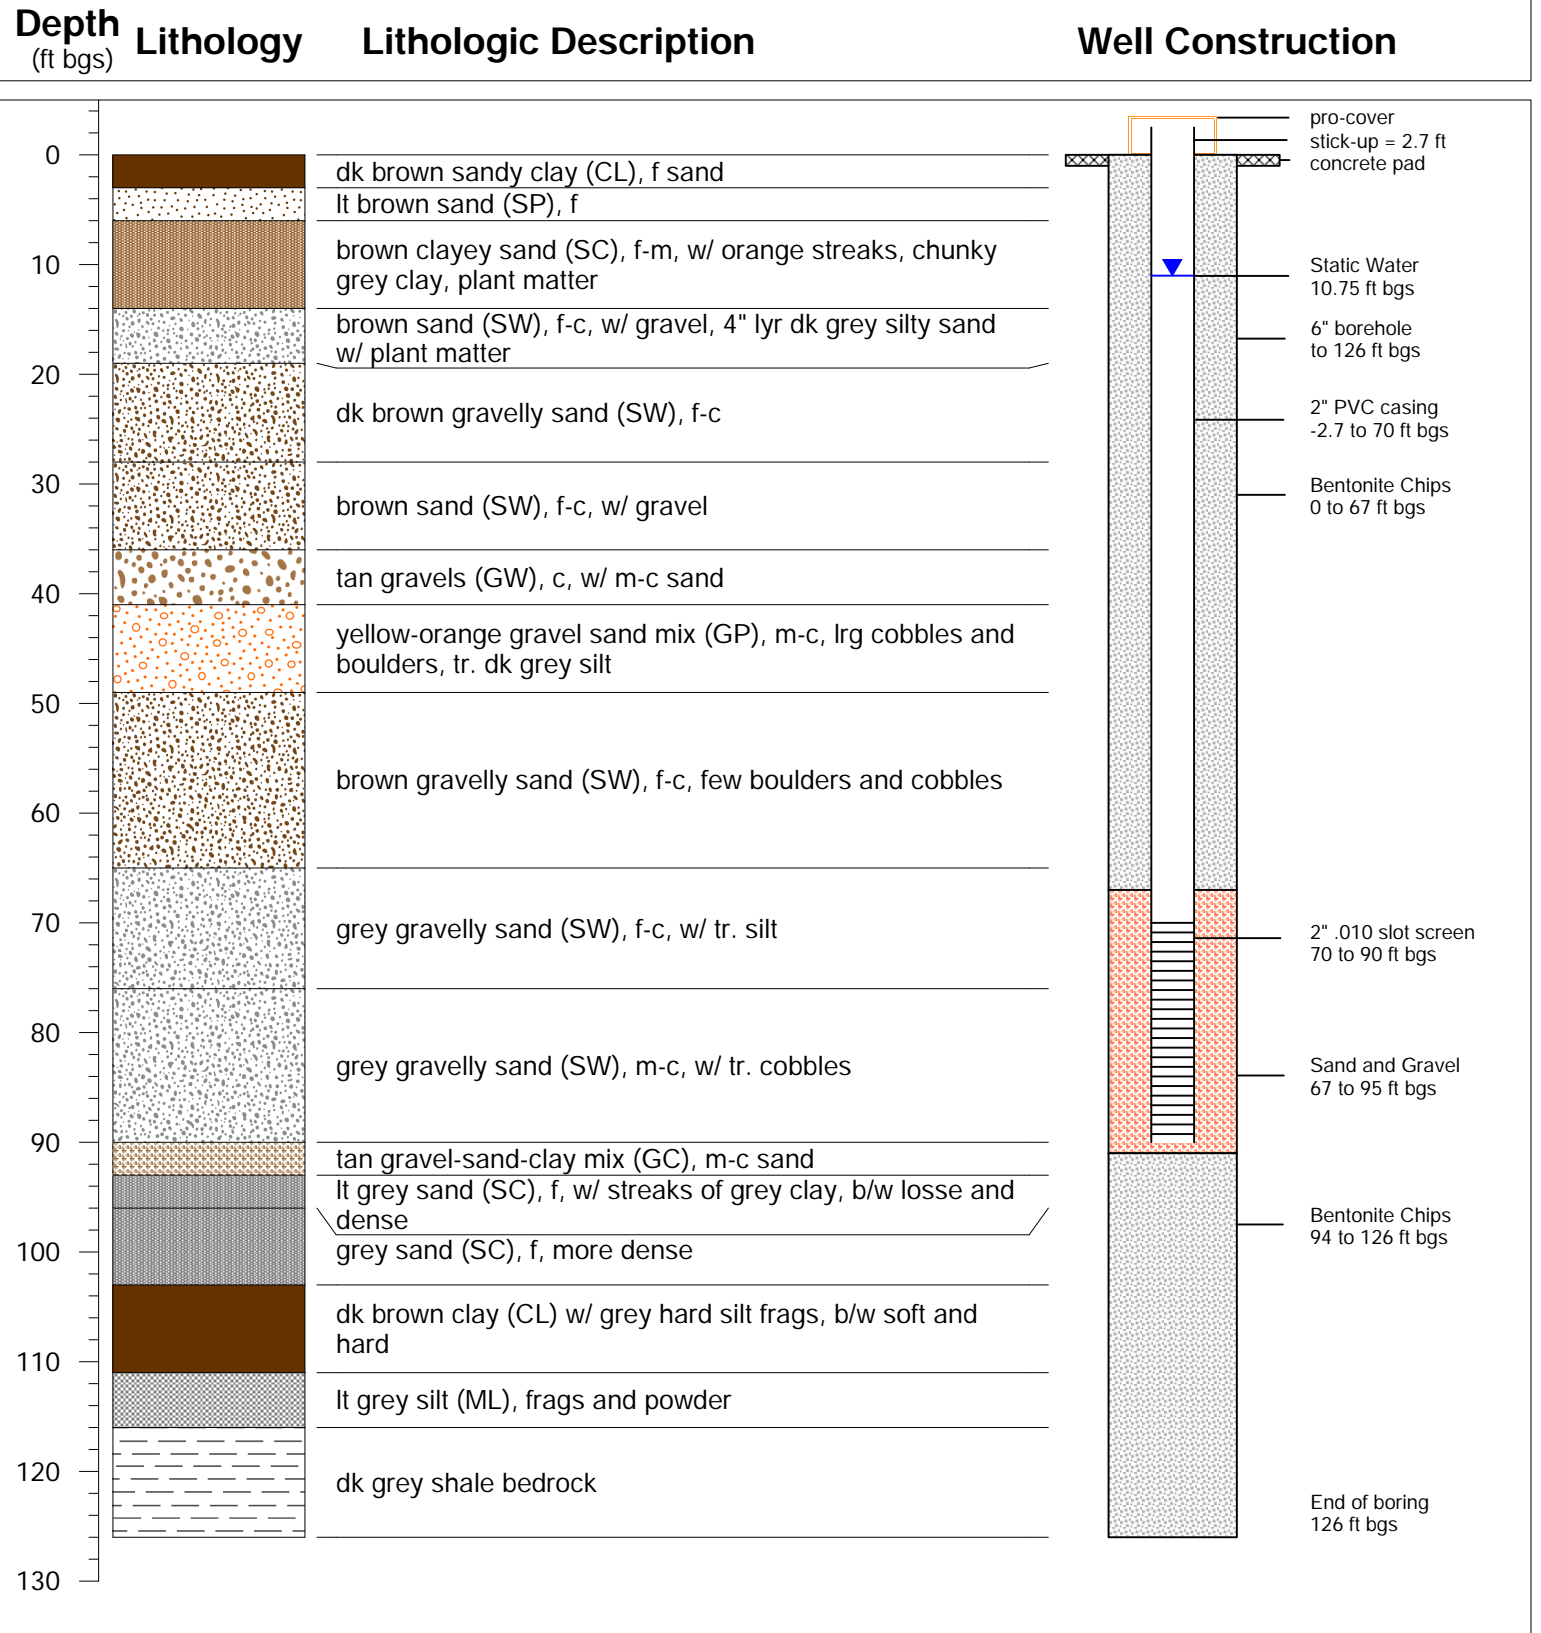 Depth
(ft bgs)
Lithology
Lithologic Description
Well Construction
0
10
20
30
40
50
60
70
80
90
100
110
120
130
dk brown sandy clay (CL), f sand
lt brown sand (SP), f
brown clayey sand (SC), f-m, w/ orange streaks, chunky
grey clay, plant matter
brown sand (SW), f-c, w/ gravel, 4" lyr dk grey silty sand
w/ plant matter
dk brown gravelly sand (SW), f-c
brown sand (SW), f-c, w/ gravel
tan gravels (GW), c, w/ m-c sand
yellow-orange gravel sand mix (GP), m-c, lrg cobbles and
boulders, tr. dk grey silt
brown gravelly sand (SW), f-c, few boulders and cobbles
grey gravelly sand (SW), f-c, w/ tr. silt
grey gravelly sand (SW), m-c, w/ tr. cobbles
tan gravel-sand-clay mix (GC), m-c sand
lt grey sand (SC), f, w/ streaks of grey clay, b/w losse and
dense
grey sand (SC), f, more dense
dk brown clay (CL) w/ grey hard silt frags, b/w soft and
hard
lt grey silt (ML), frags and powder
dk grey shale bedrock
pro-cover
stick-up = 2.7 ft
concrete pad
Static Water
10.75 ft bgs
6" borehole
to 126 ft bgs
2" PVC casing
-2.7 to 70 ft bgs
Bentonite Chips
0 to 67 ft bgs
2" .010 slot screen
70 to 90 ft bgs
Sand and Gravel
67 to 95 ft bgs
Bentonite Chips
94 to 126 ft bgs
End of boring
126 ft bgs